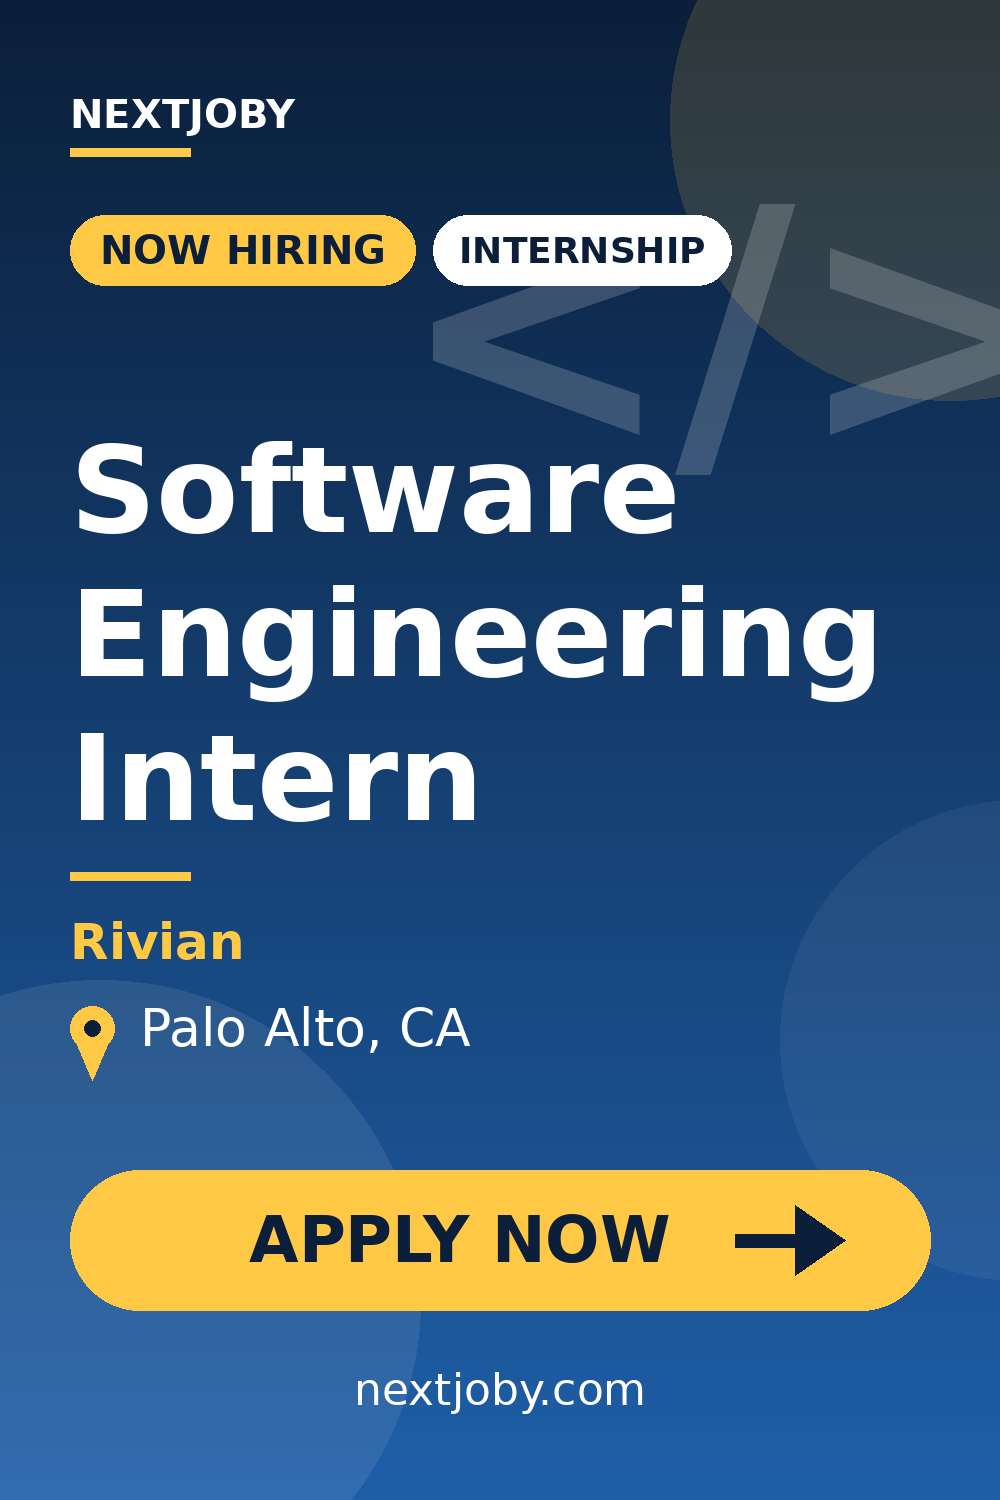 NEXTJOBY
NOW HIRING
INTERNSHIP
</>
Software
Engineering
Intern
Rivian
Palo Alto, CA
APPLY NOW
nextjoby.com